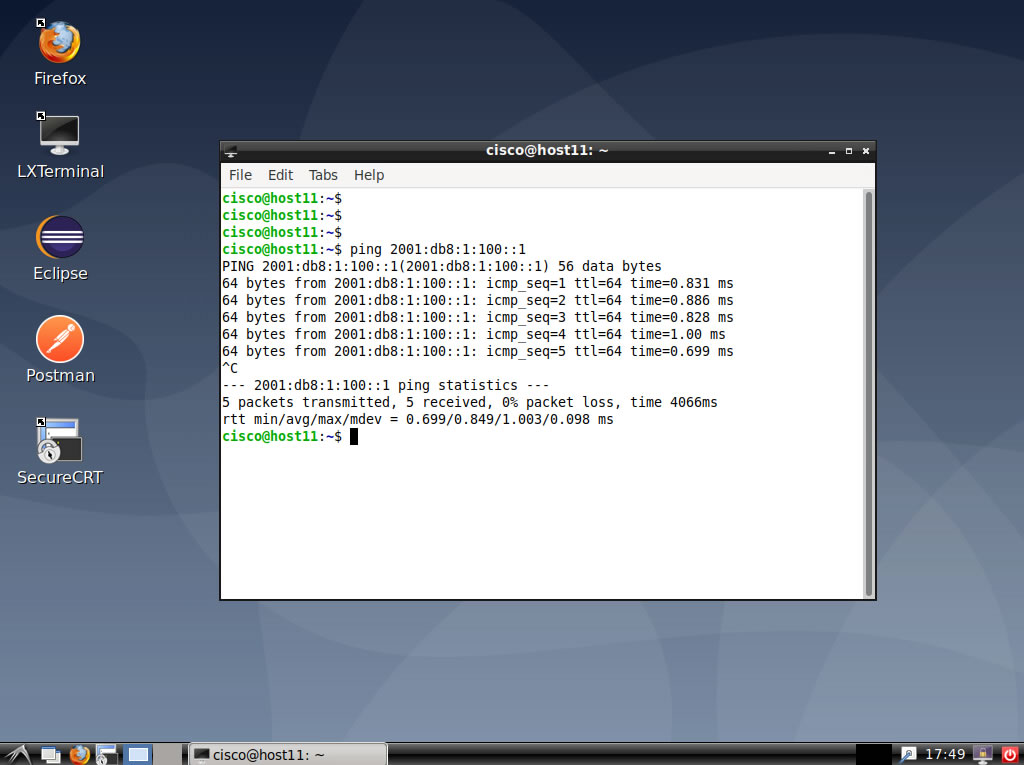 Firefox
LXTerminal
Eclipse
Postman
SecureCRT
cisco@host11: ~
File Edit Tabs Help
cisco@host11:~$
cisco@host11:~$
cisco@host11:~$
cisco@host11:~$ ping 2001:db8:1:100::1
PING 2001:db8:1:100::1(2001:db8:1:100::1) 56 data bytes
64 bytes from 2001:db8:1:100::1: icmp_seq=1 ttl=64 time=0.831 ms
64 bytes from 2001:db8:1:100::1: icmp_seq=2 ttl=64 time=0.886 ms
64 bytes from 2001:db8:1:100::1: icmp_seq=3 ttl=64 time=0.828 ms
64 bytes from 2001:db8:1:100::1: icmp_seq=4 ttl=64 time=1.00 ms
64 bytes from 2001:db8:1:100::1: icmp_seq=5 ttl=64 time=0.699 ms
^C
--- 2001:db8:1:100::1 ping statistics ---
5 packets transmitted, 5 received, 0% packet loss, time 4066ms
rtt min/avg/max/mdev = 0.699/0.849/1.003/0.098 ms
cisco@host11:~$
cisco@host11: ~
17:49